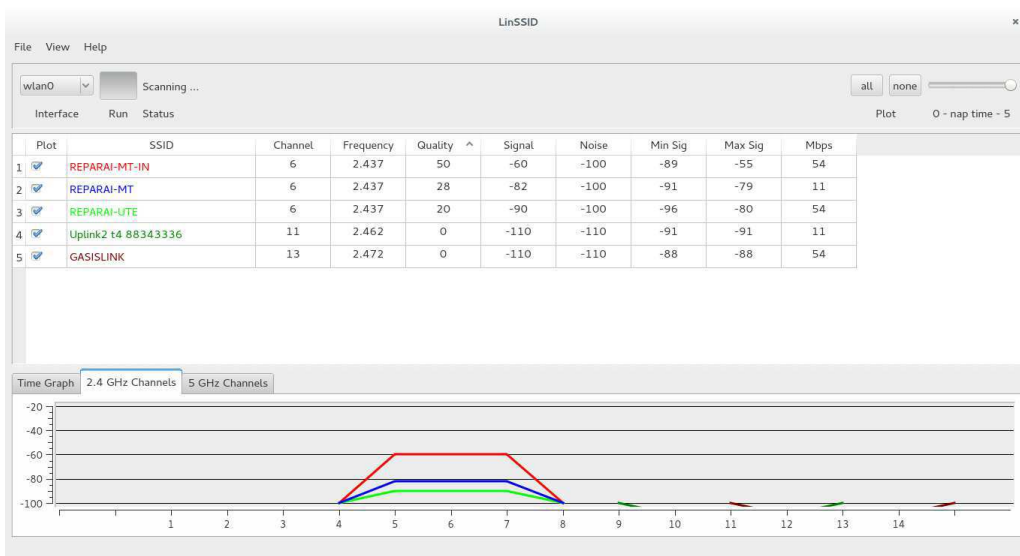 LinSSID
File View Help
wlan0 Scanning ... all none
Interface Run Status Plot 0 - nap time - 5
Plot SSID Channel Frequency Quality Signal Noise Min Sig Max Sig Mbps
1 REPARAI-MT-IN 6 2.437 50 -60 -100 -89 -55 54
2 REPARAI-MT 6 2.437 28 -82 -100 -91 -79 11
3 REPARAI-UTE 6 2.437 20 -90 -100 -96 -80 54
4 Uplink2 t4 88343336 11 2.462 0 -110 -110 -91 -91 11
5 GASISLINK 13 2.472 0 -110 -110 -88 -88 54
Time Graph 2.4 GHz Channels 5 GHz Channels
-20
-40
-60
-80
-100
1 2 3 4 5 6 7 8 9 10 11 12 13 14